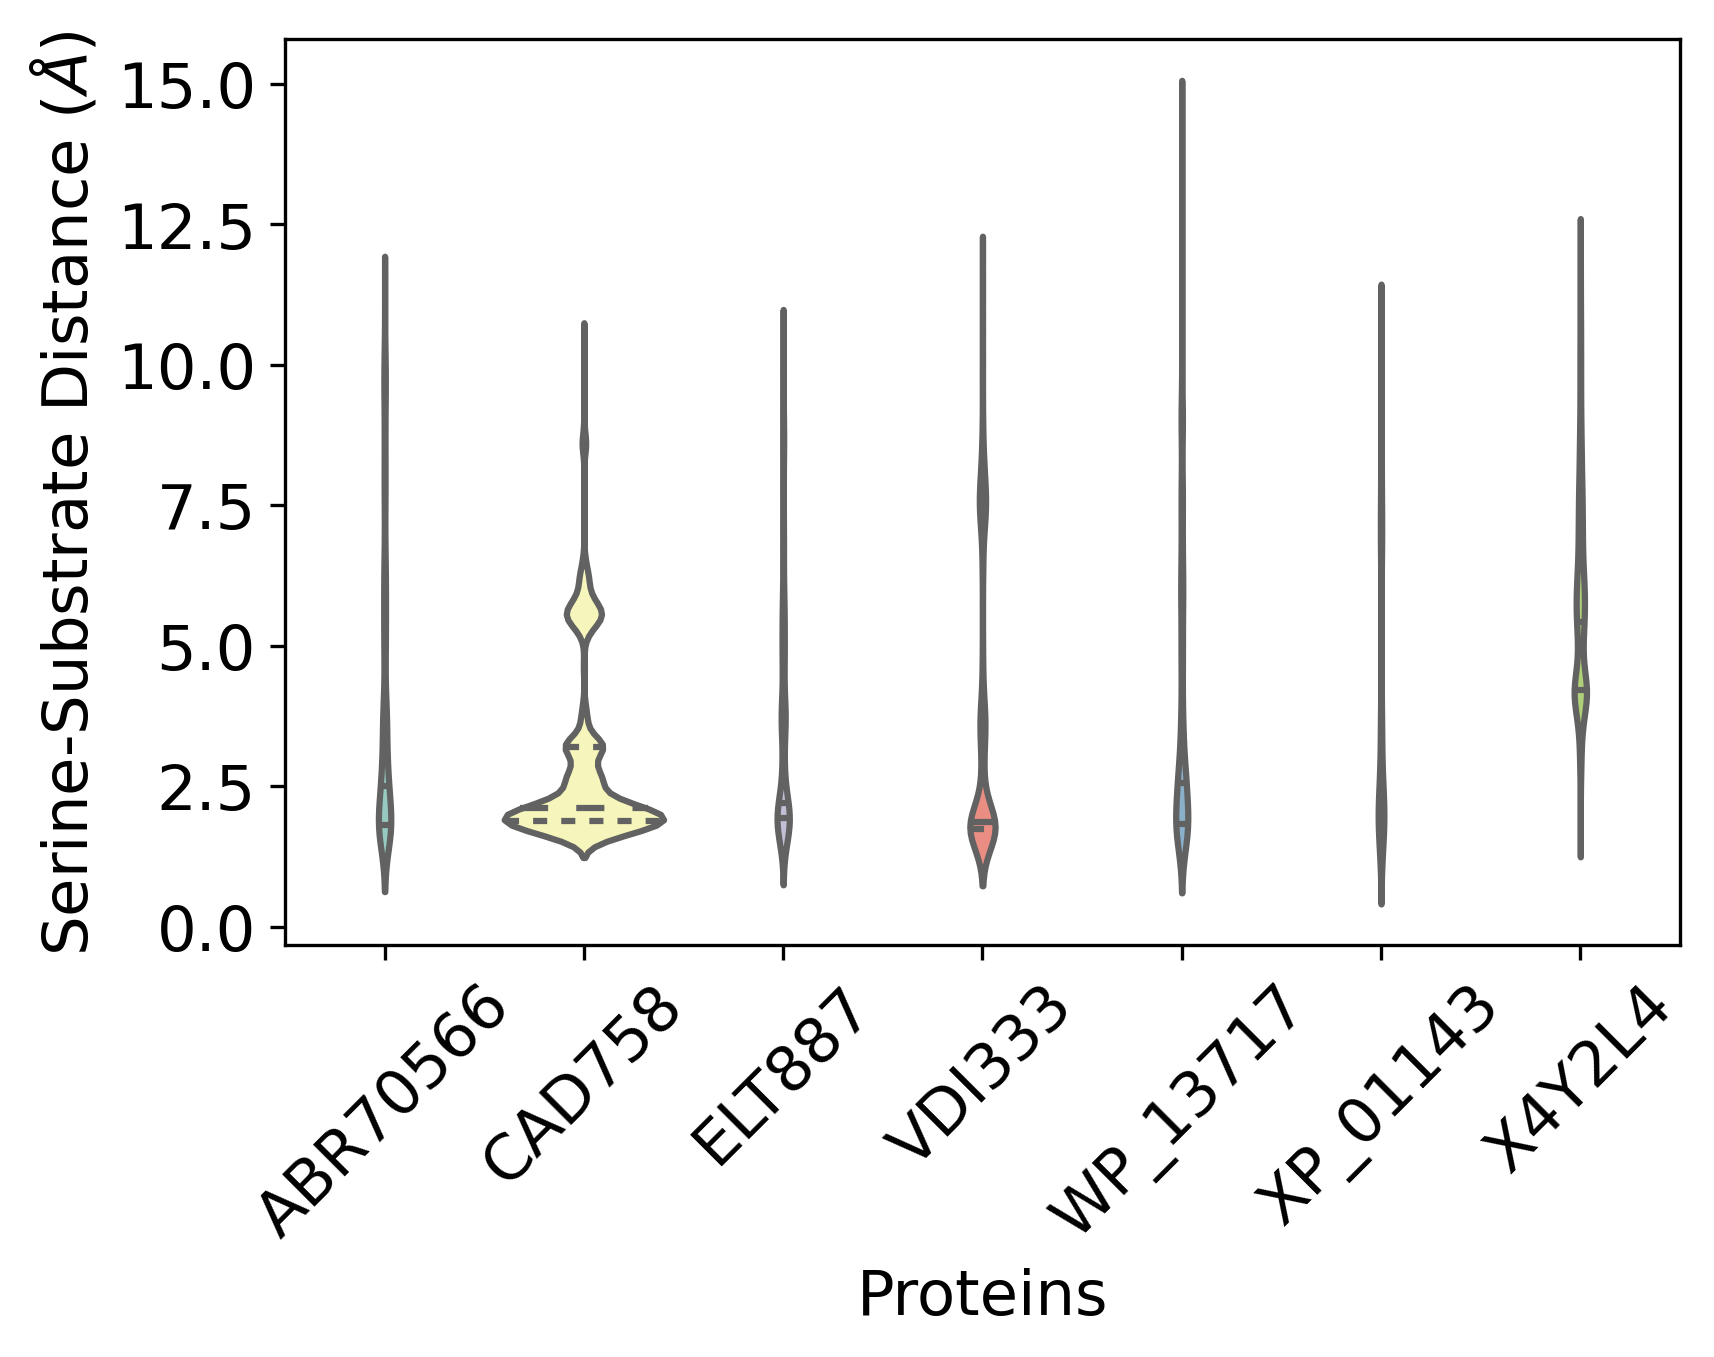 Serine-Substrate Distance (Å)
15.0
12.5
10.0
7.5
5.0
2.5
0.0
ABR70566
CAD758
ELT887
VDI333
WP_13717
XP_01143
X4Y2L4
Proteins